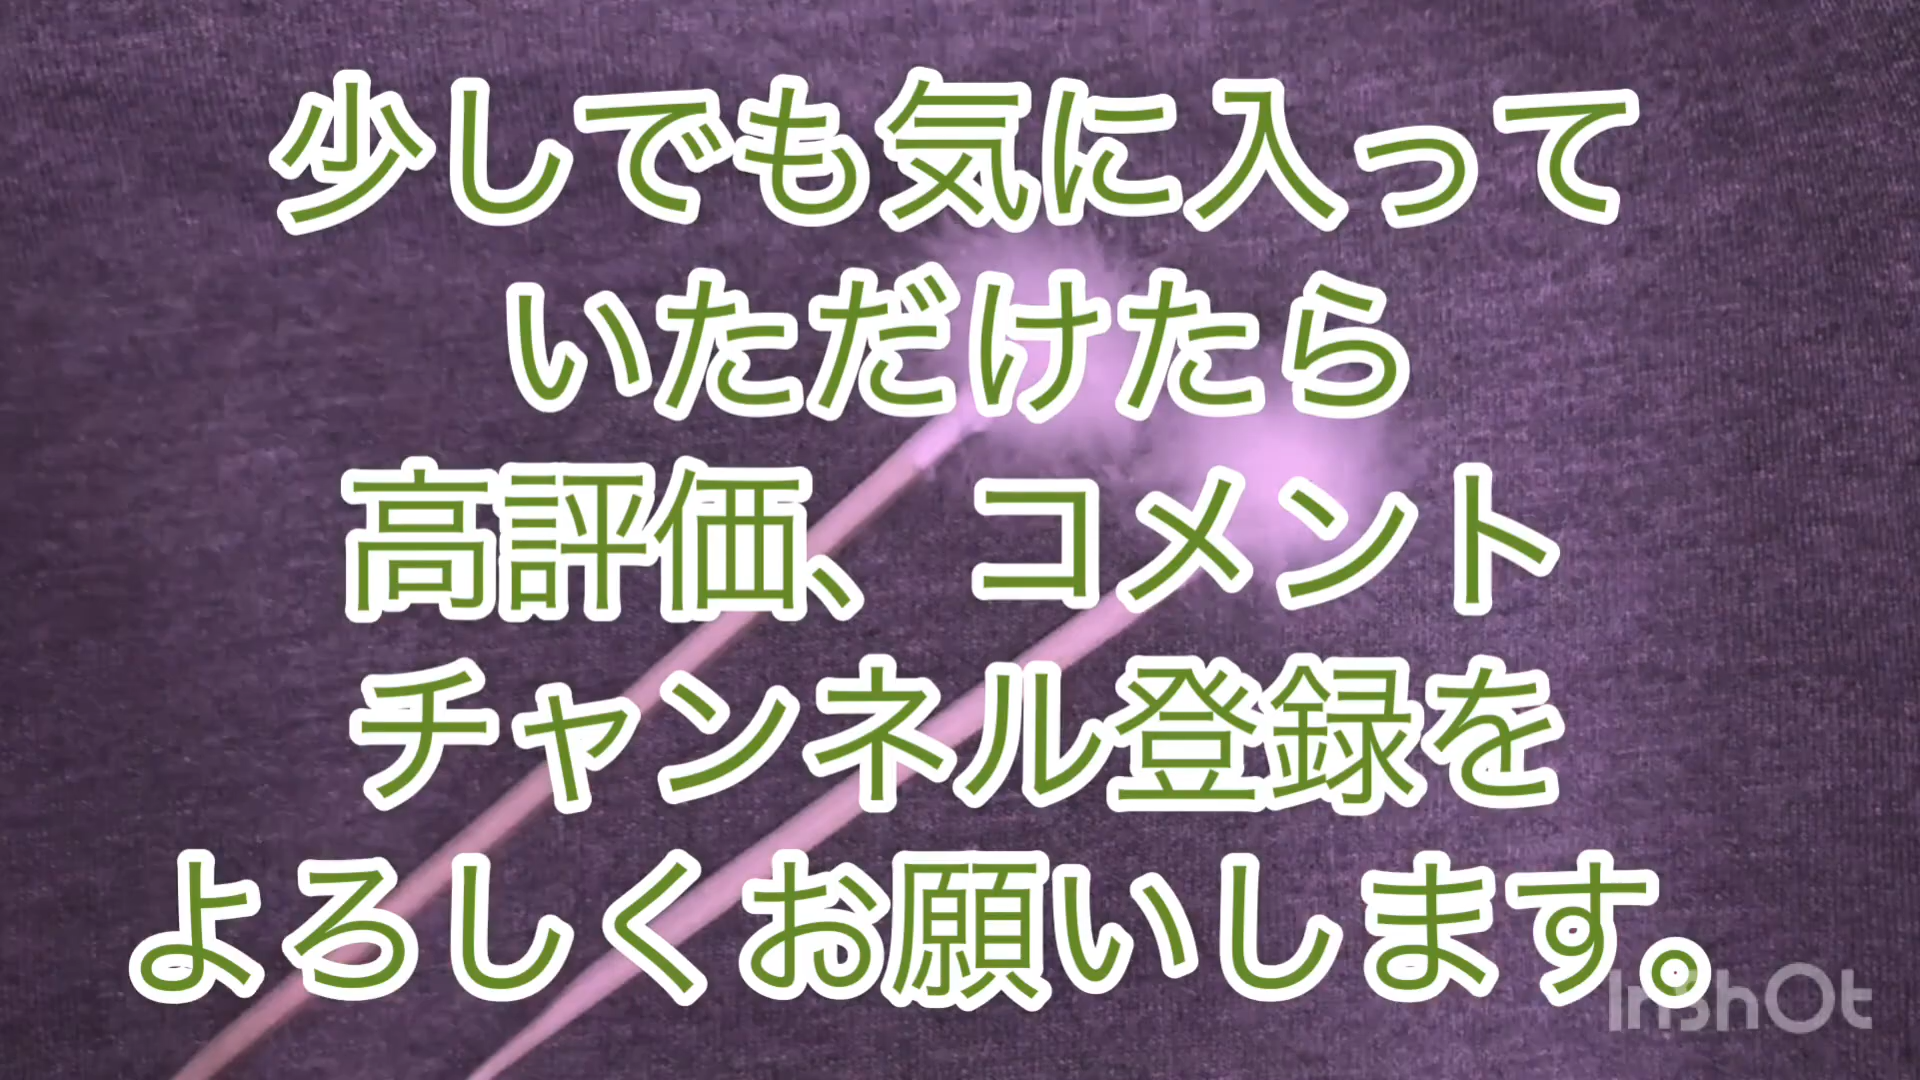 少しでも気に入って
いただけたら
高評価、コメント
チャンネル登録を
よろしくお願いします。
InShOt